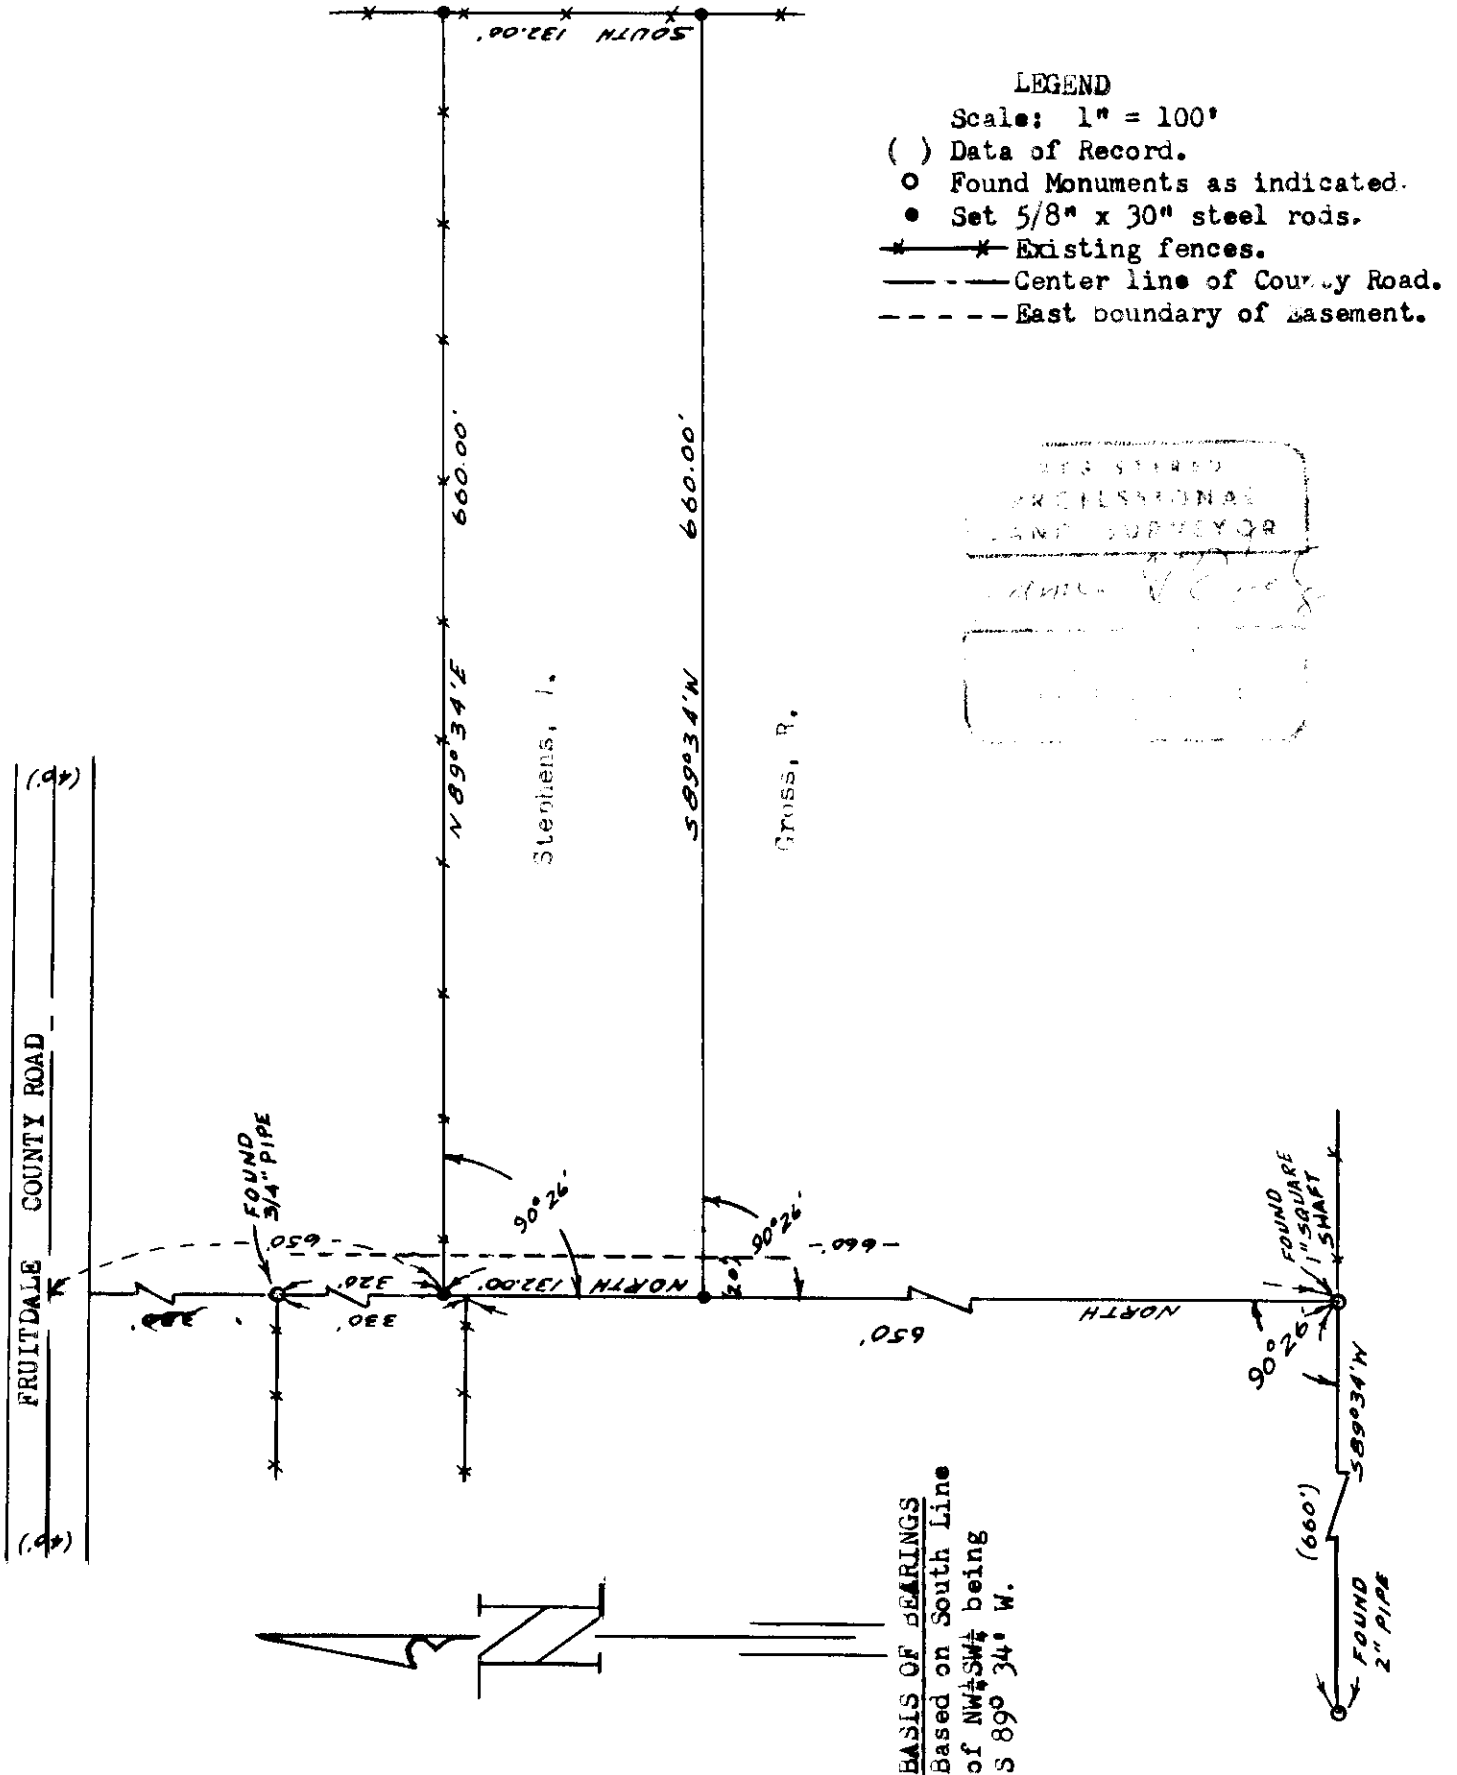 SOUTH 132.00'
LEGEND
Scale: 1" = 100'
( ) Data of Record.
Found Monuments as indicated.
Set 5/8" x 30" steel rods.
Existing fences.
Center line of County Road.
East boundary of Easement.
660.00'
N 89°34'E
660.00'
S89°34'W
Stephens, I.
Gross, R.
REGISTERED
PROFESSIONAL
LAND SURVEYOR
(40')
FRUITDALE COUNTY ROAD
(40')
FOUND
3/4" PIPE
650'
320'
330'
90°26'
NORTH 132.00'
90°26'
(20')
-660'-
650'
NORTH
FOUND
1" SQUARE
SHAFT
90°26'
S89°34'W
(660')
FOUND
2" PIPE
BASIS OF BEARINGS
Based on South Line
of NW¼SW¼ being
S 89° 34' W.